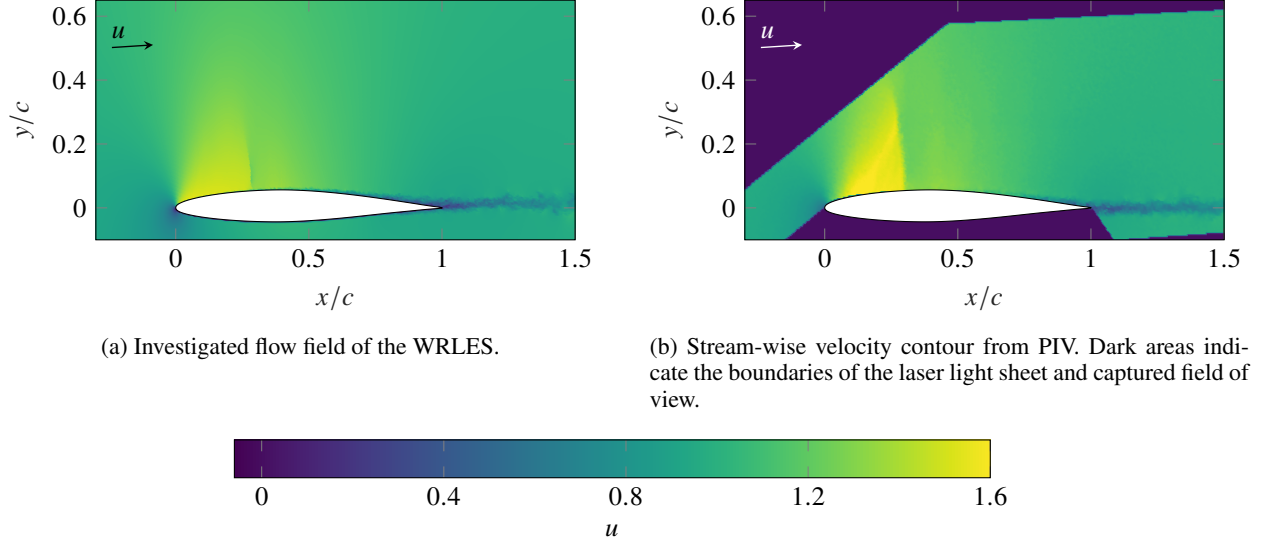 0.6
0.4
0.2
0
y/c
u
0
0.5
1
1.5
x/c
(a) Investigated flow field of the WRLES.
0.6
0.4
0.2
0
y/c
u
0
0.5
1
1.5
x/c
(b) Stream-wise velocity contour from PIV. Dark areas indi-
cate the boundaries of the laser light sheet and captured field of
view.
0 0.4 0.8 1.2 1.6
u